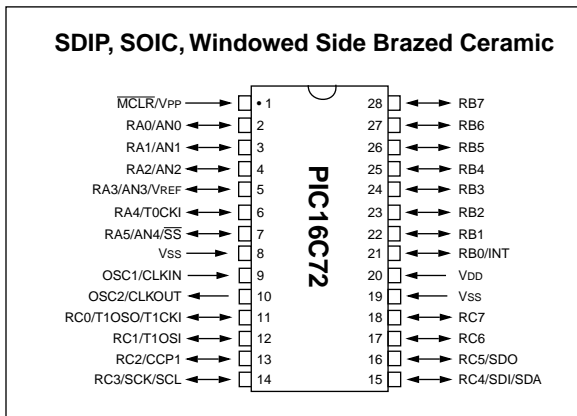 SDIP, SOIC, Windowed Side Brazed Ceramic
MCLR/VPP • 1 28 RB7
RA0/AN0 2 27 RB6
RA1/AN1 3 26 RB5
RA2/AN2 4 25 RB4
RA3/AN3/VREF 5 24 RB3
RA4/T0CKI 6 23 RB2
RA5/AN4/SS 7 22 RB1
VSS 8 21 RB0/INT
OSC1/CLKIN 9 20 VDD
OSC2/CLKOUT 10 19 VSS
RC0/T1OSO/T1CKI 11 18 RC7
RC1/T1OSI 12 17 RC6
RC2/CCP1 13 16 RC5/SDO
RC3/SCK/SCL 14 15 RC4/SDI/SDA
PIC16C72